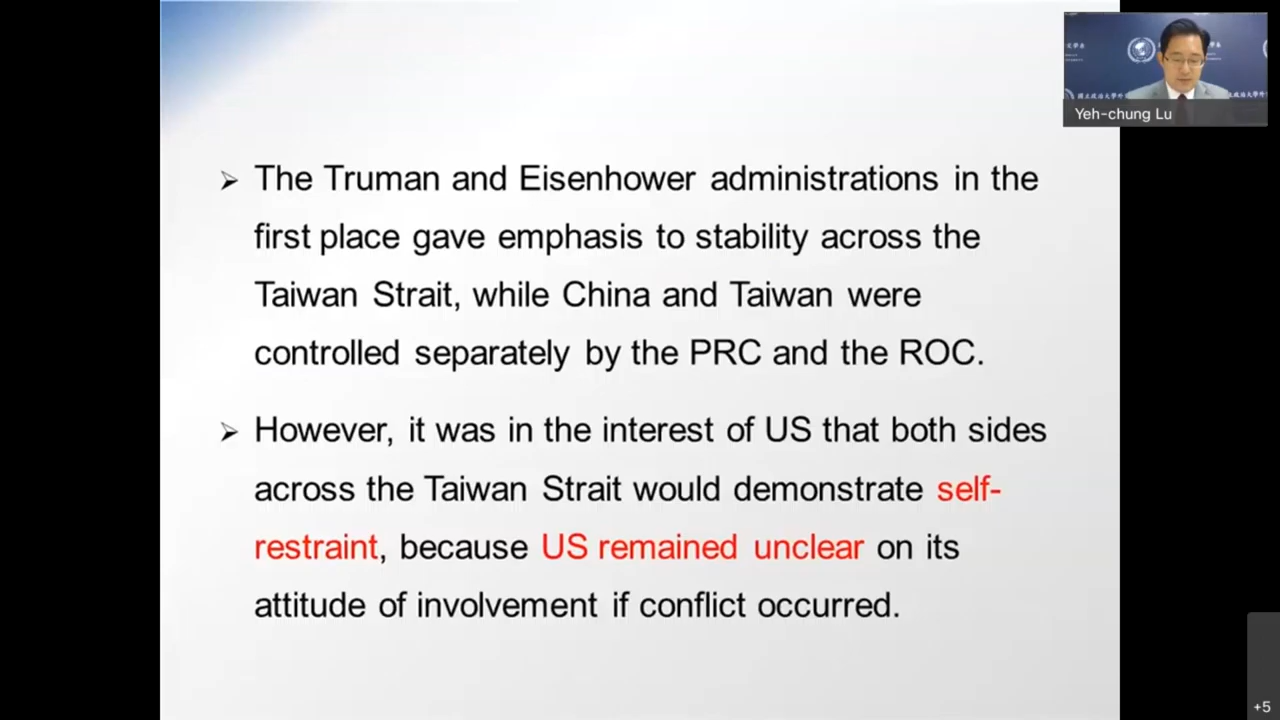 The Truman and Eisenhower administrations in the
first place gave emphasis to stability across the
Taiwan Strait, while China and Taiwan were
controlled separately by the PRC and the ROC.
However, it was in the interest of US that both sides
across the Taiwan Strait would demonstrate self-
restraint, because US remained unclear on its
attitude of involvement if conflict occurred.
Yeh-chung Lu
+5